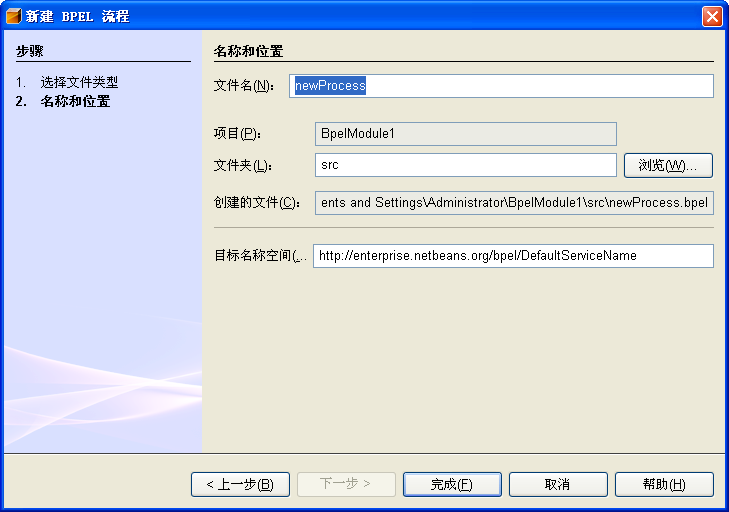 新建 BPEL 流程
步骤
1. 选择文件类型
2. 名称和位置
名称和位置
文件名(N): newProcess
项目(P): BpelModule1
文件夹(L): src 浏览(W)...
创建的文件(C): ents and Settings\Administrator\BpelModule1\src\newProcess.bpel
目标名称空间(... http://enterprise.netbeans.org/bpel/DefaultServiceName
< 上一步(B) 下一步 > 完成(F) 取消 帮助(H)